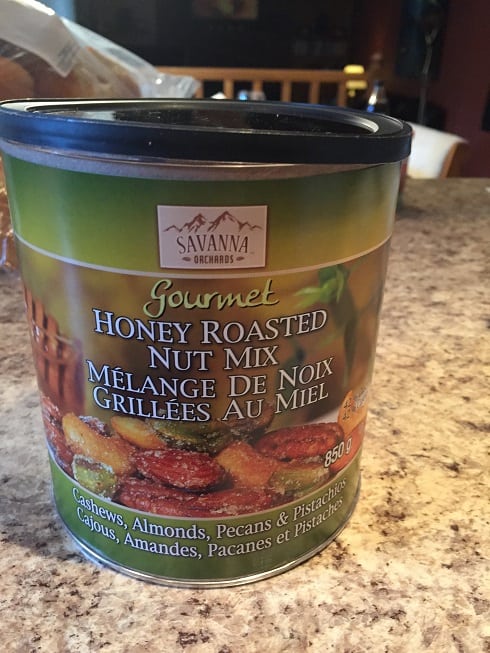 SAVANNA
ORCHARDS
Gourmet
HONEY ROASTED
NUT MIX
MÉLANGE DE NOIX
GRILLÉES AU MIEL
850 g
Cashews, Almonds, Pecans & Pistachios
Cajous, Amandes, Pacanes et Pistaches